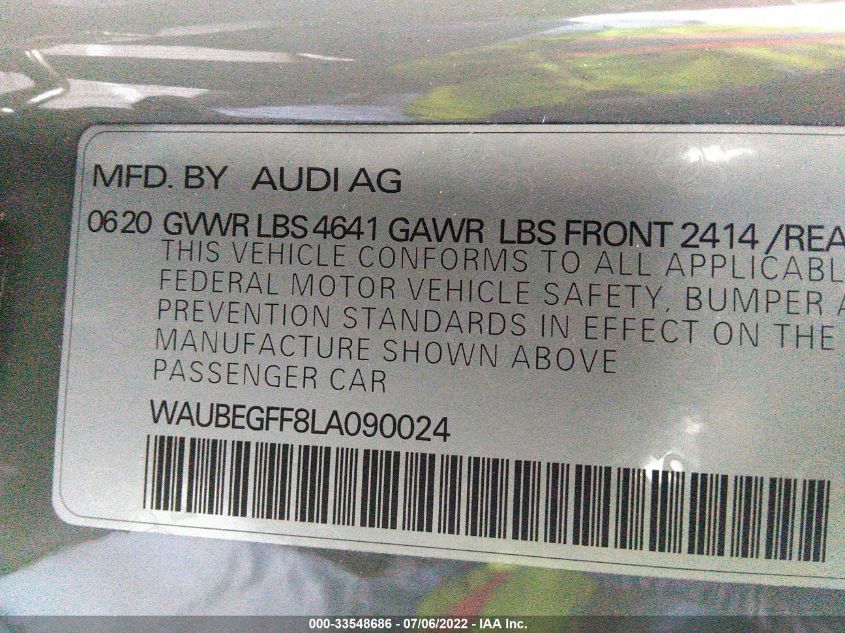 MFD. BY AUDI AG
0620 GVWR LBS 4641 GAWR LBS FRONT 2414 /REA
THIS VEHICLE CONFORMS TO ALL APPLICABL
FEDERAL MOTOR VEHICLE SAFETY, BUMPER A
PREVENTION STANDARDS IN EFFECT ON THE
MANUFACTURE SHOWN ABOVE
PASSENGER CAR
WAUBEGFF8LA090024
000-33548686 - 07/06/2022 - IAA Inc.